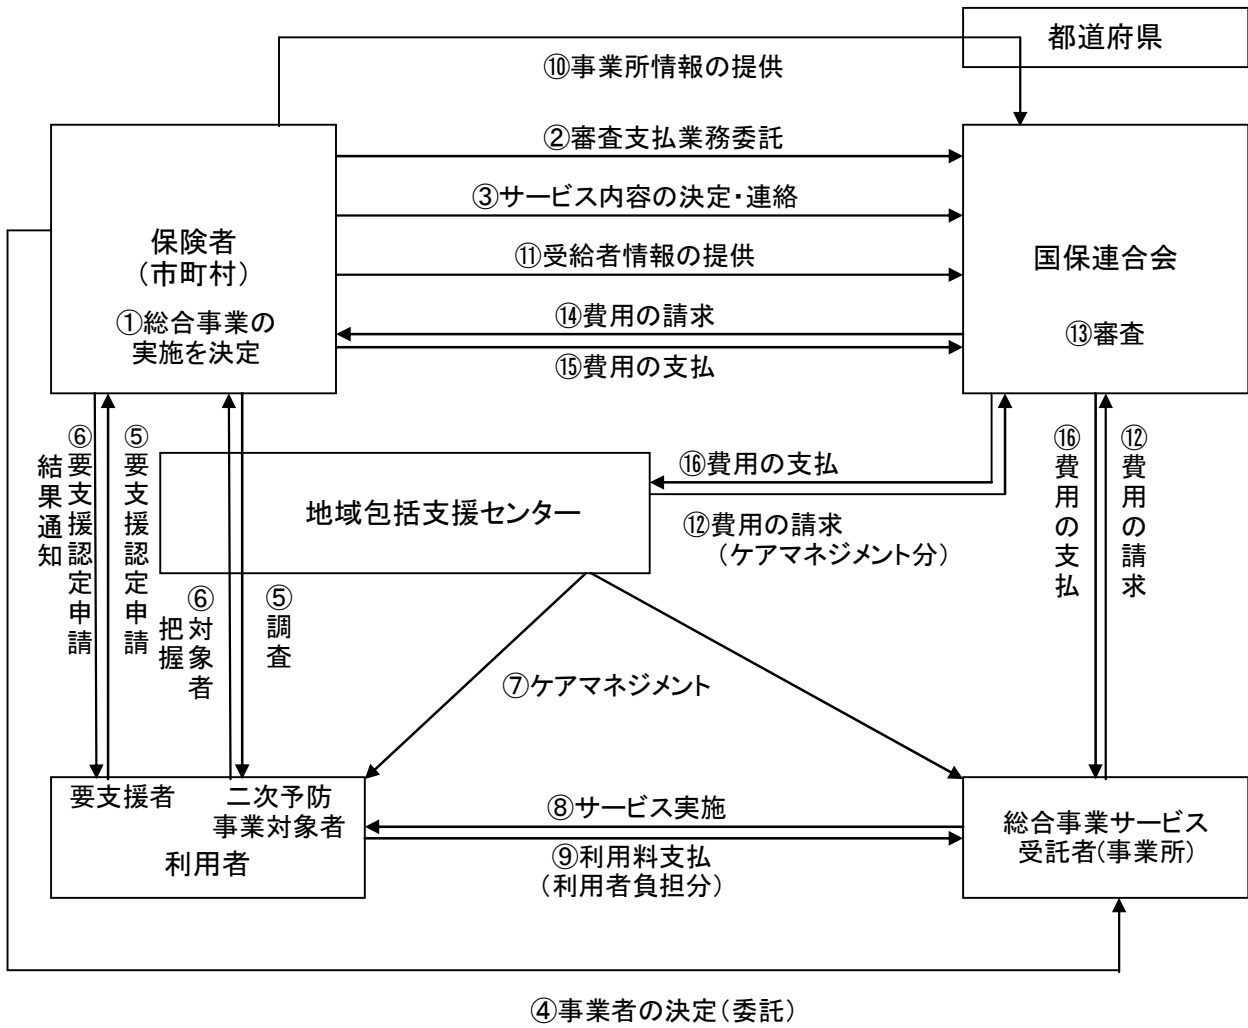 都道府県
⑩事業所情報の提供
②審査支払業務委託
③サービス内容の決定・連絡
保険者
（市町村）
⑪受給者情報の提供
国保連合会
①総合事業の
実施を決定
⑭費用の請求
⑬審査
⑮費用の支払
⑥要支援認定申請
結果通知
⑤要支援認定申請
⑥対象者
把握
⑤調査
地域包括支援センター
⑯費用の支払
⑫費用の請求
（ケアマネジメント分）
⑯費用の支払
⑫費用の請求
⑦ケアマネジメント
要支援者
二次予防
事業対象者
利用者
⑧サービス実施
⑨利用料支払
（利用者負担分）
総合事業サービス
受託者（事業所）
④事業者の決定（委託）